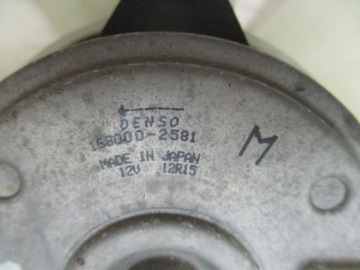 DENSO
168000-2581
MADE IN JAPAN
12V 12R15
M